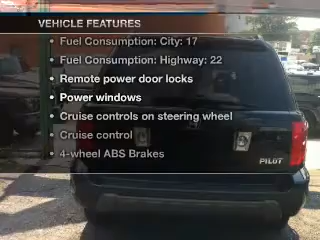 VEHICLE FEATURES
• Fuel Consumption: City: 17
• Fuel Consumption: Highway: 22
• Remote power door locks
• Power windows
• Cruise controls on steering wheel
• Cruise control
• 4-wheel ABS Brakes
PILOT